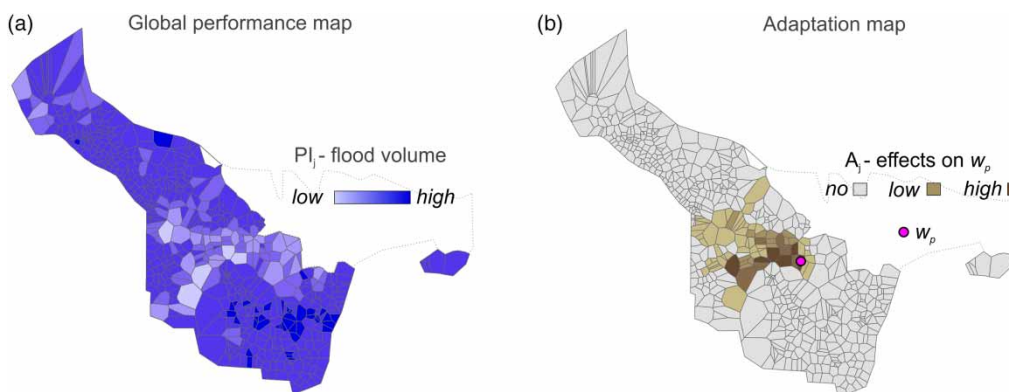 (a) Global performance map
PIj - flood volume
low high
(b) Adaptation map
Aj - effects on wp
no low high
wp